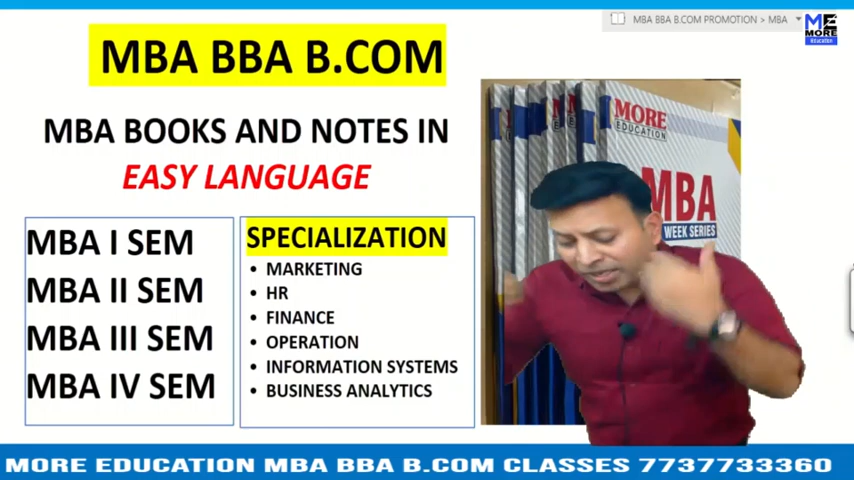 MBA BBA B.COM PROMOTION > MBA
ME
MORE
Education
MBA BBA B.COM
MBA BOOKS AND NOTES IN
EASY LANGUAGE
MBA I SEM
MBA II SEM
MBA III SEM
MBA IV SEM
SPECIALIZATION
• MARKETING
• HR
• FINANCE
• OPERATION
• INFORMATION SYSTEMS
• BUSINESS ANALYTICS
MORE
EDUCATION
MBA
WEEK SERIES
MORE EDUCATION MBA BBA B.COM CLASSES 7737733360